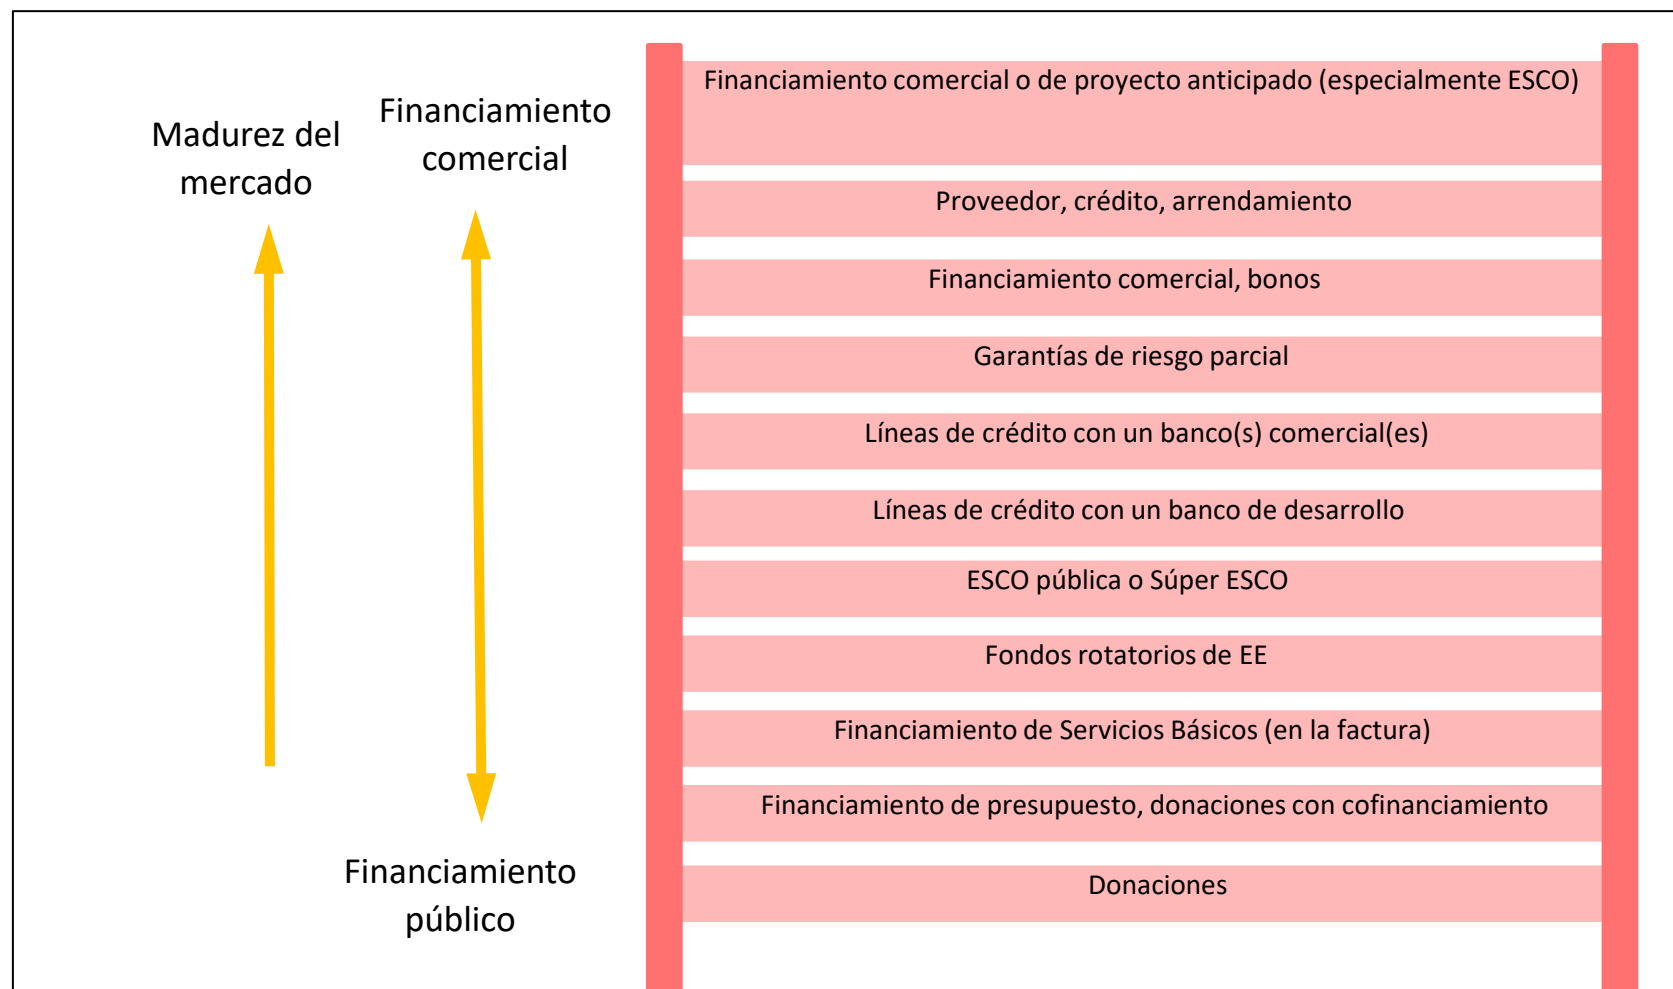 Madurez del
mercado
Financiamiento
comercial
Financiamiento
público
Financiamiento comercial o de proyecto anticipado (especialmente ESCO)
Proveedor, crédito, arrendamiento
Financiamiento comercial, bonos
Garantías de riesgo parcial
Líneas de crédito con un banco(s) comercial(es)
Líneas de crédito con un banco de desarrollo
ESCO pública o Súper ESCO
Fondos rotatorios de EE
Financiamiento de Servicios Básicos (en la factura)
Financiamiento de presupuesto, donaciones con cofinanciamiento
Donaciones